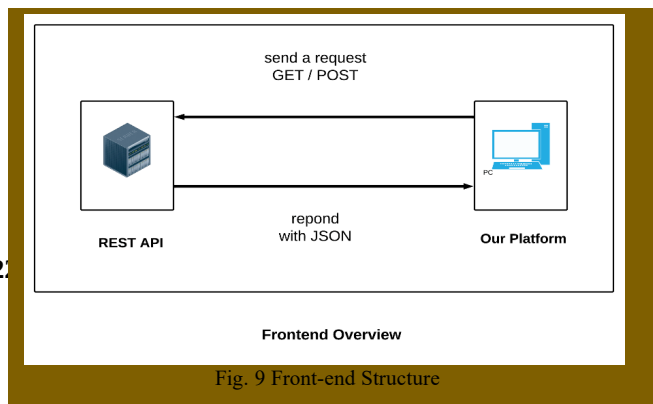 send a request
GET / POST
PC
REST API
repond
with JSON
Our Platform
Frontend Overview
Fig. 9 Front-end Structure